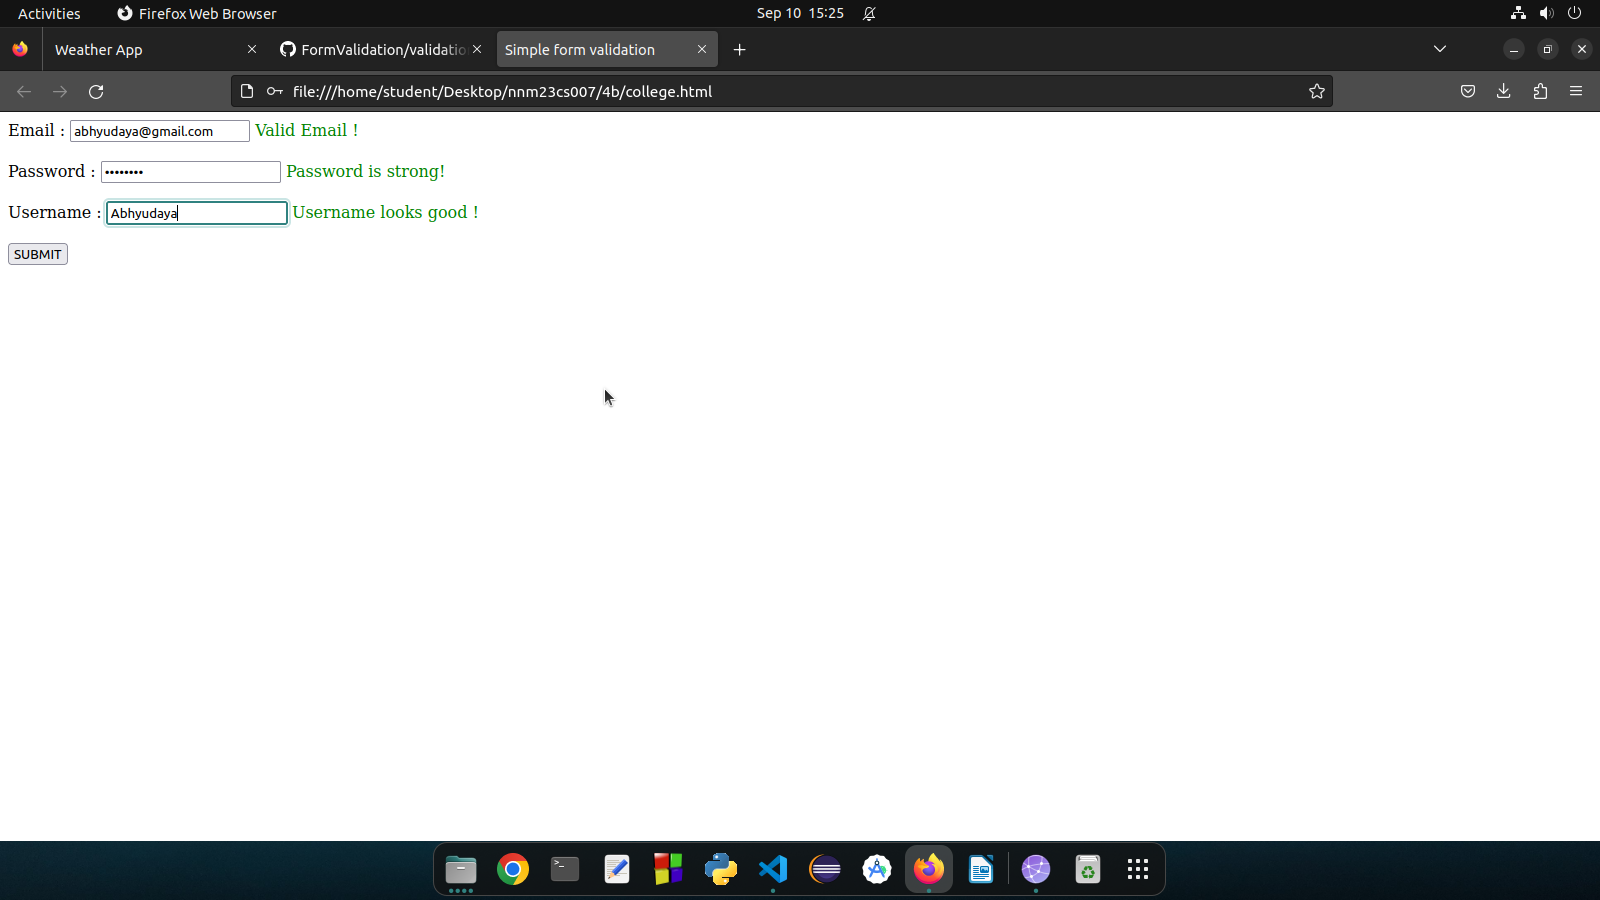 Activities Firefox Web Browser Sep 10 15:25
Weather App FormValidation/validatio Simple form validation
file:///home/student/Desktop/nnm23cs007/4b/college.html
Email : abhyudaya@gmail.com Valid Email !
Password : •••••••• Password is strong!
Username : Abhyudaya Username looks good !
SUBMIT